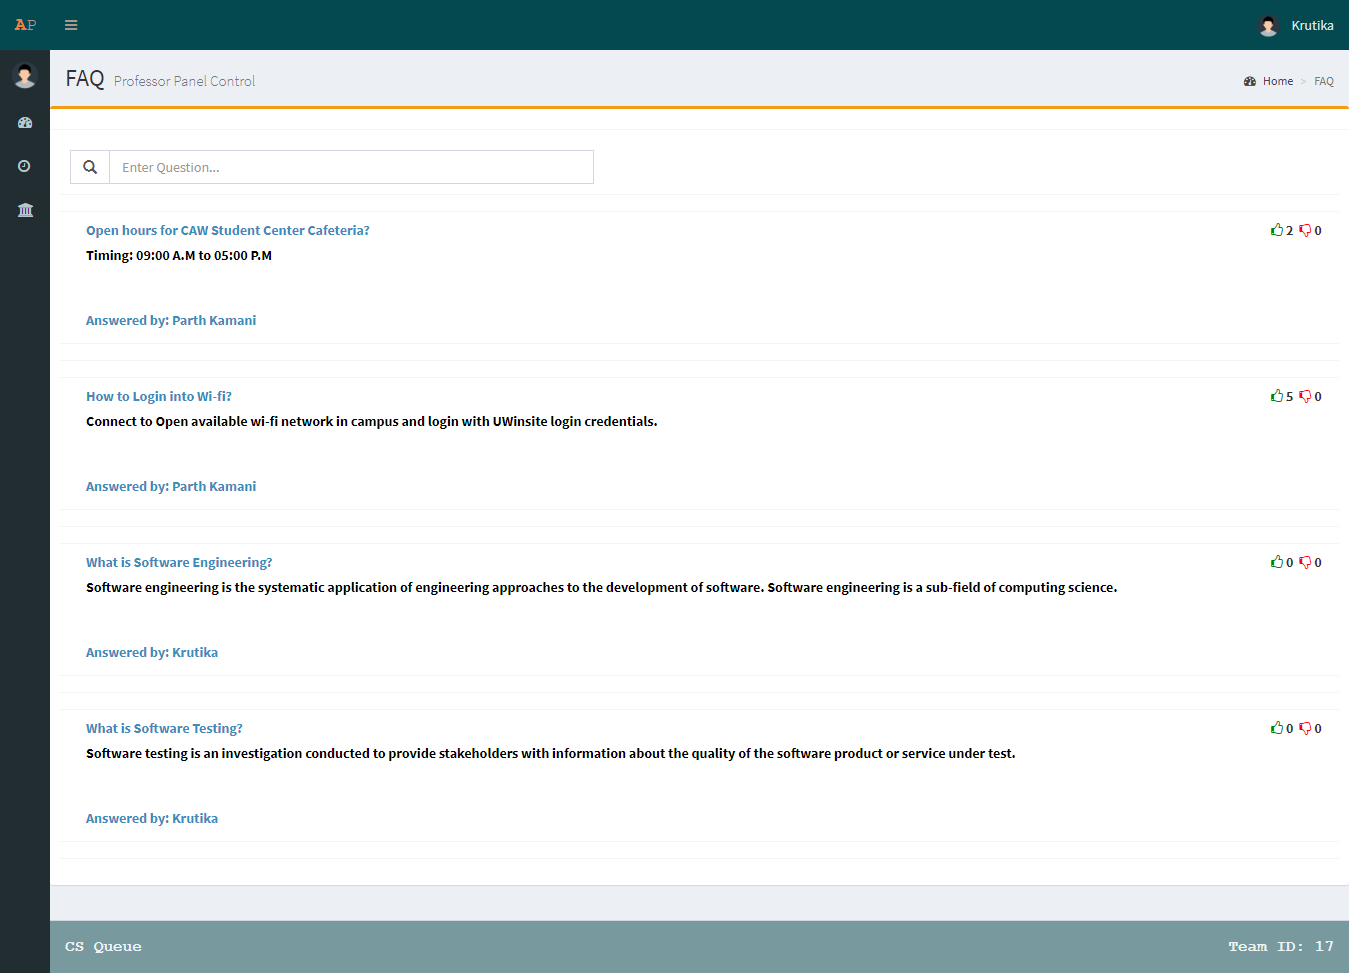 AP
Krutika
FAQ Professor Panel Control
Home > FAQ
Enter Question...
Open hours for CAW Student Center Cafeteria?
2 0
Timing: 09:00 A.M to 05:00 P.M
Answered by: Parth Kamani
How to Login into Wi-fi?
5 0
Connect to Open available wi-fi network in campus and login with UWinsite login credentials.
Answered by: Parth Kamani
What is Software Engineering?
0 0
Software engineering is the systematic application of engineering approaches to the development of software. Software engineering is a sub-field of computing science.
Answered by: Krutika
What is Software Testing?
0 0
Software testing is an investigation conducted to provide stakeholders with information about the quality of the software product or service under test.
Answered by: Krutika
CS Queue
Team ID: 17